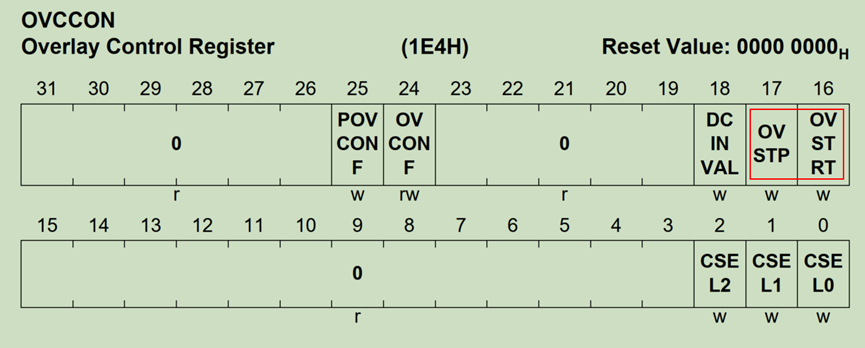 OVCCON
Overlay Control Register (1E4H) Reset Value: 0000 0000H
31 30 29 28 27 26 25 24 23 22 21 20 19 18 17 16
0 POV CON F OV CON F 0 DC IN VAL OV STP OV ST RT
r w rw r w w w
15 14 13 12 11 10 9 8 7 6 5 4 3 2 1 0
0 CSE L2 CSE L1 CSE L0
r w w w